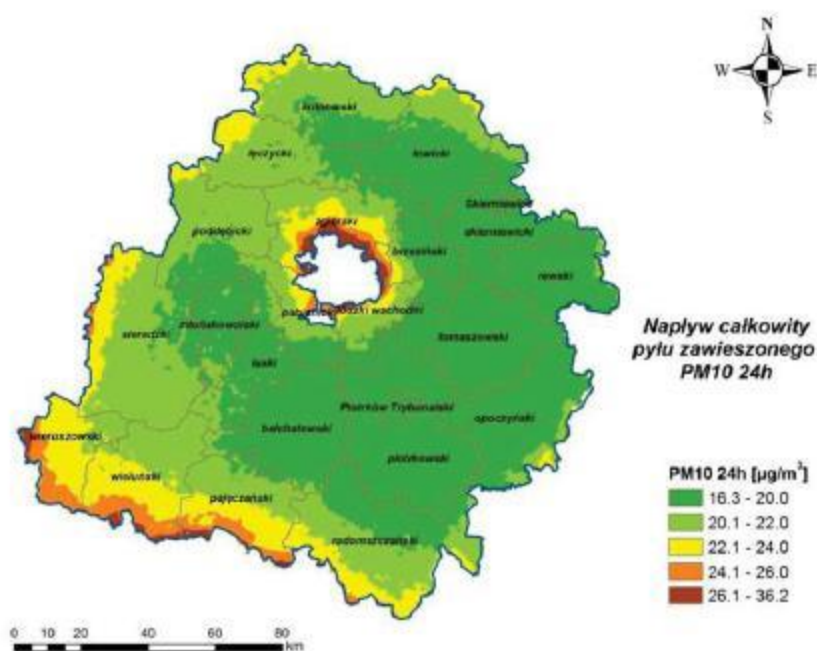 N
W E
S
kutnowski
łęczycki
łowicki
Skierniewice
skierniewicki
poddębicki
zgierski
brzeziński
rawski
łódzki wschodni
sieradzki
zduńskowolski
tomaszowski
łaski
Napływ całkowity
pyłu zawieszonego
PM10 24h
Piotrków Trybunalski
opoczyński
bełchatowski
wieruszowski
piotrkowski
wieluński
pajęczański
radomszczański
PM10 24h [µg/m³]
16.3 - 20.0
20.1 - 22.0
22.1 - 24.0
24.1 - 26.0
26.1 - 36.2
0 10 20 40 60 80
km